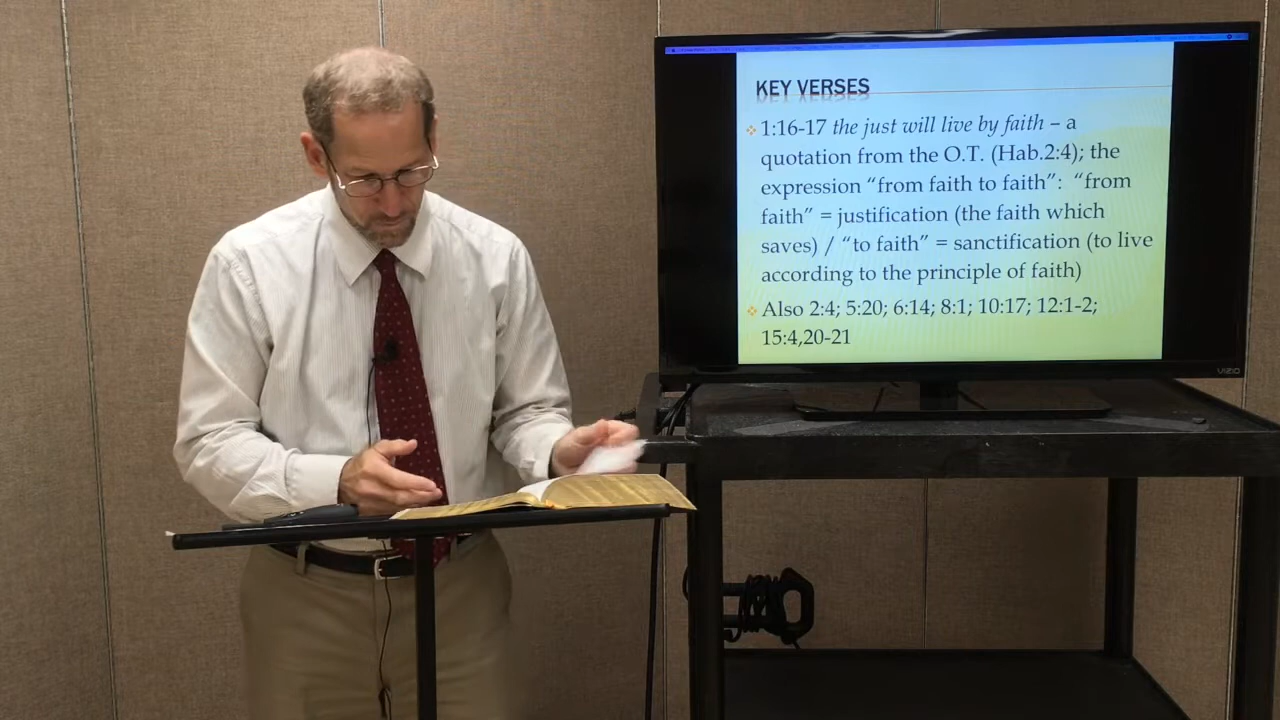 KEY VERSES
1:16-17 the just will live by faith – a
quotation from the O.T. (Hab.2:4); the
expression “from faith to faith”: “from
faith” = justification (the faith which
saves) / “to faith” = sanctification (to live
according to the principle of faith)
Also 2:4; 5:20; 6:14; 8:1; 10:17; 12:1-2;
15:4,20-21
VIZIO